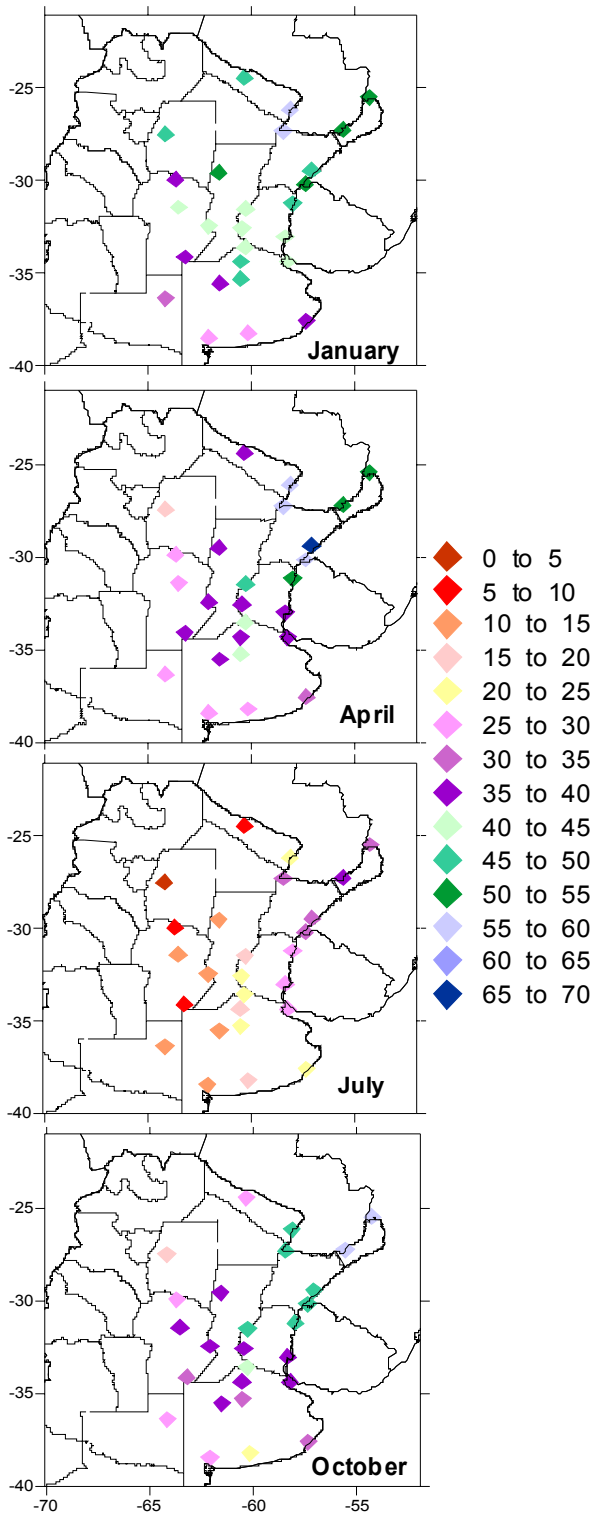 -25
-30
-35
-40
January
-25
-30
-35
-40
April
0 to 5
5 to 10
10 to 15
15 to 20
20 to 25
25 to 30
30 to 35
35 to 40
40 to 45
45 to 50
50 to 55
55 to 60
60 to 65
65 to 70
-25
-30
-35
-40
July
-25
-30
-35
-40
October
-70 -65 -60 -55